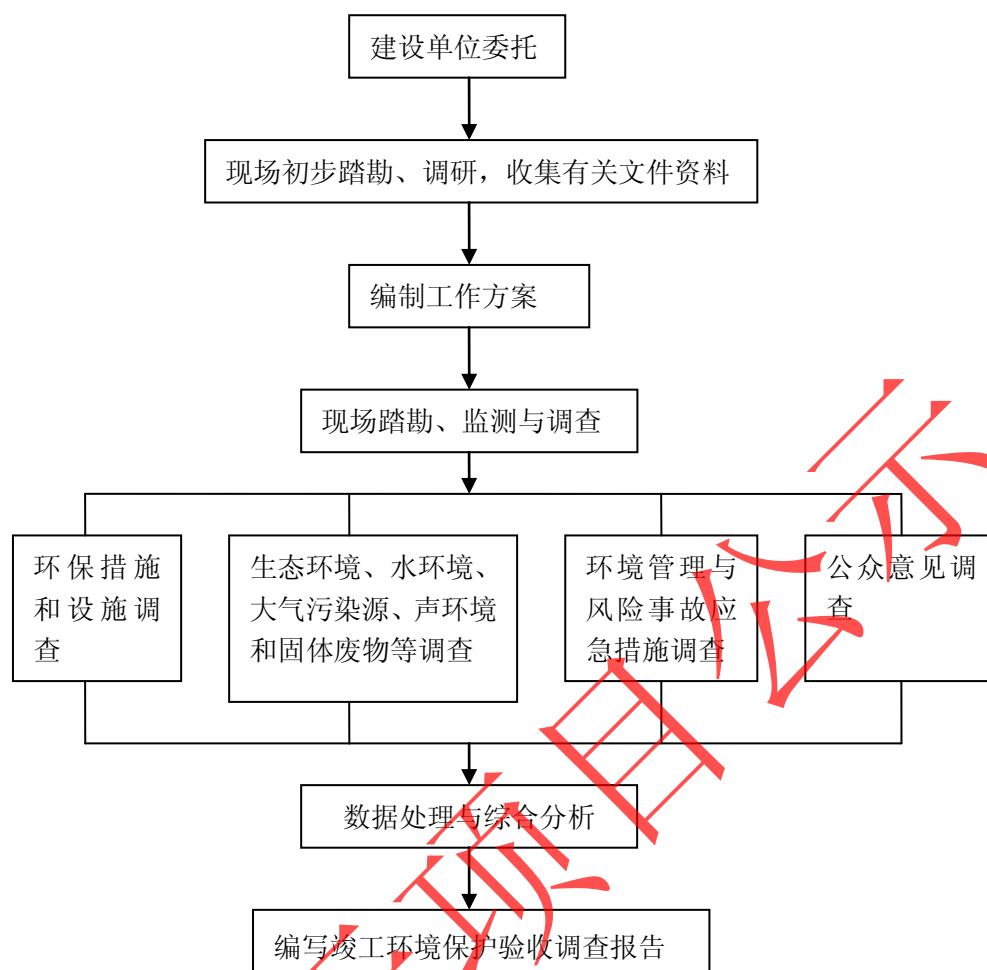 建设单位委托
现场初步踏勘、调研，收集有关文件资料
编制工作方案
现场踏勘、监测与调查
环保措施
和设施调
查
生态环境、水环境、
大气污染源、声环境
和固体废物等调查
环境管理与
风险事故应
急措施调查
公众意见调
查
数据处理与综合分析
编写竣工环境保护验收调查报告
项目公示